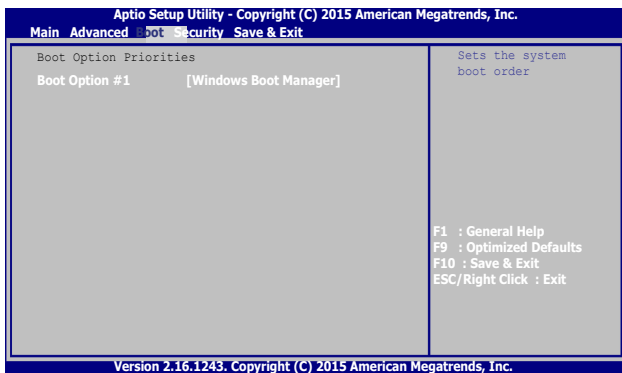 Aptio Setup Utility - Copyright (C) 2015 American Megatrends, Inc.
Main Advanced Boot Security Save & Exit
Boot Option Priorities
Boot Option #1 [Windows Boot Manager]
Sets the system
boot order
F1 : General Help
F9 : Optimized Defaults
F10 : Save & Exit
ESC/Right Click : Exit
Version 2.16.1243. Copyright (C) 2015 American Megatrends, Inc.